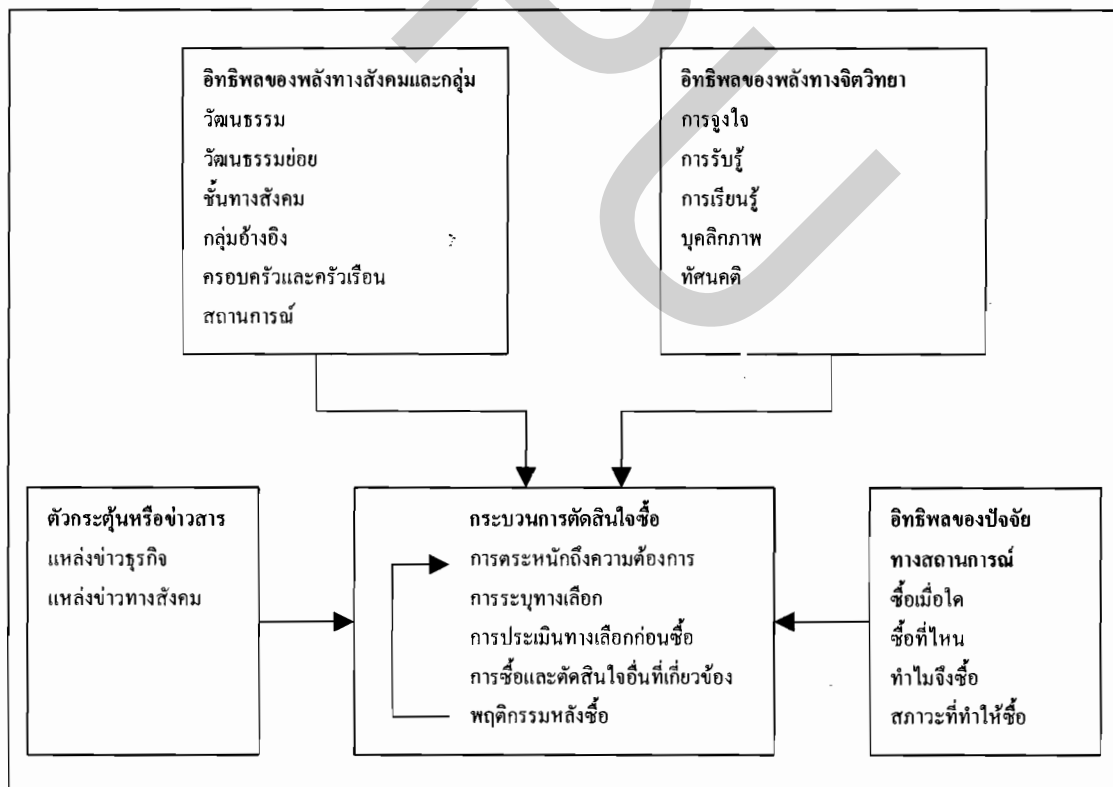 อิทธิพลของพลังทางสังคมและกลุ่ม
วัฒนธรรม
วัฒนธรรมย่อย
ชั้นทางสังคม
กลุ่มอ้างอิง
ครอบครัวและครัวเรือน
สถานการณ์
อิทธิพลของพลังทางจิตวิทยา
การจูงใจ
การรับรู้
การเรียนรู้
บุคลิกภาพ
ทัศนคติ
ตัวกระตุ้นหรือข่าวสาร
แหล่งข่าวธุรกิจ
แหล่งข่าวทางสังคม
กระบวนการตัดสินใจซื้อ
การตระหนักถึงความต้องการ
การระบุทางเลือก
การประเมินทางเลือกก่อนซื้อ
การซื้อและตัดสินใจอื่นที่เกี่ยวข้อง
พฤติกรรมหลังซื้อ
อิทธิพลของปัจจัย
ทางสถานการณ์
ซื้อเมื่อใด
ซื้อที่ไหน
ทำไมจึงซื้อ
สภาวะที่ทำให้ซื้อ